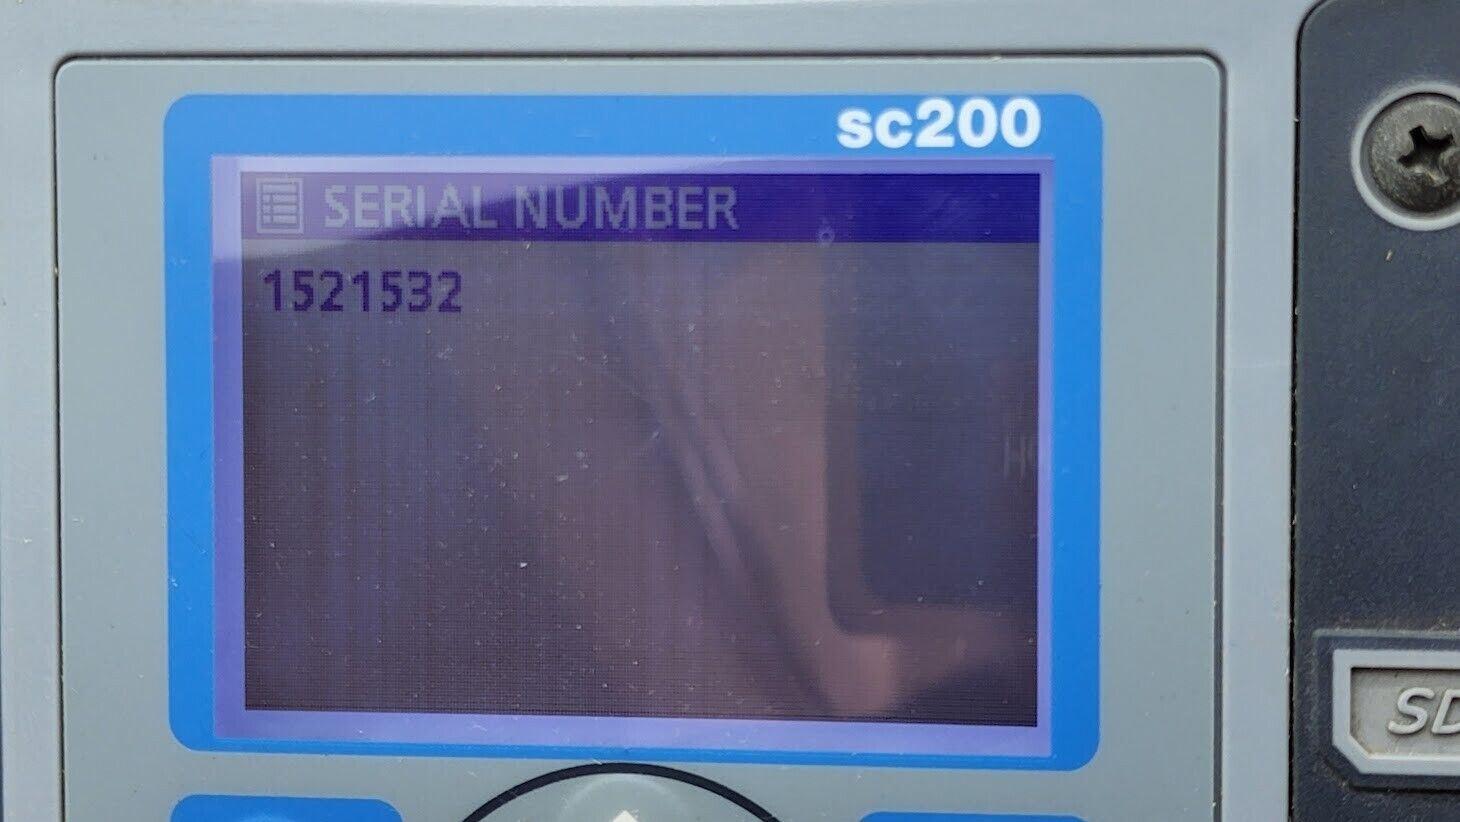 sc200
SERIAL NUMBER
1521532
SD